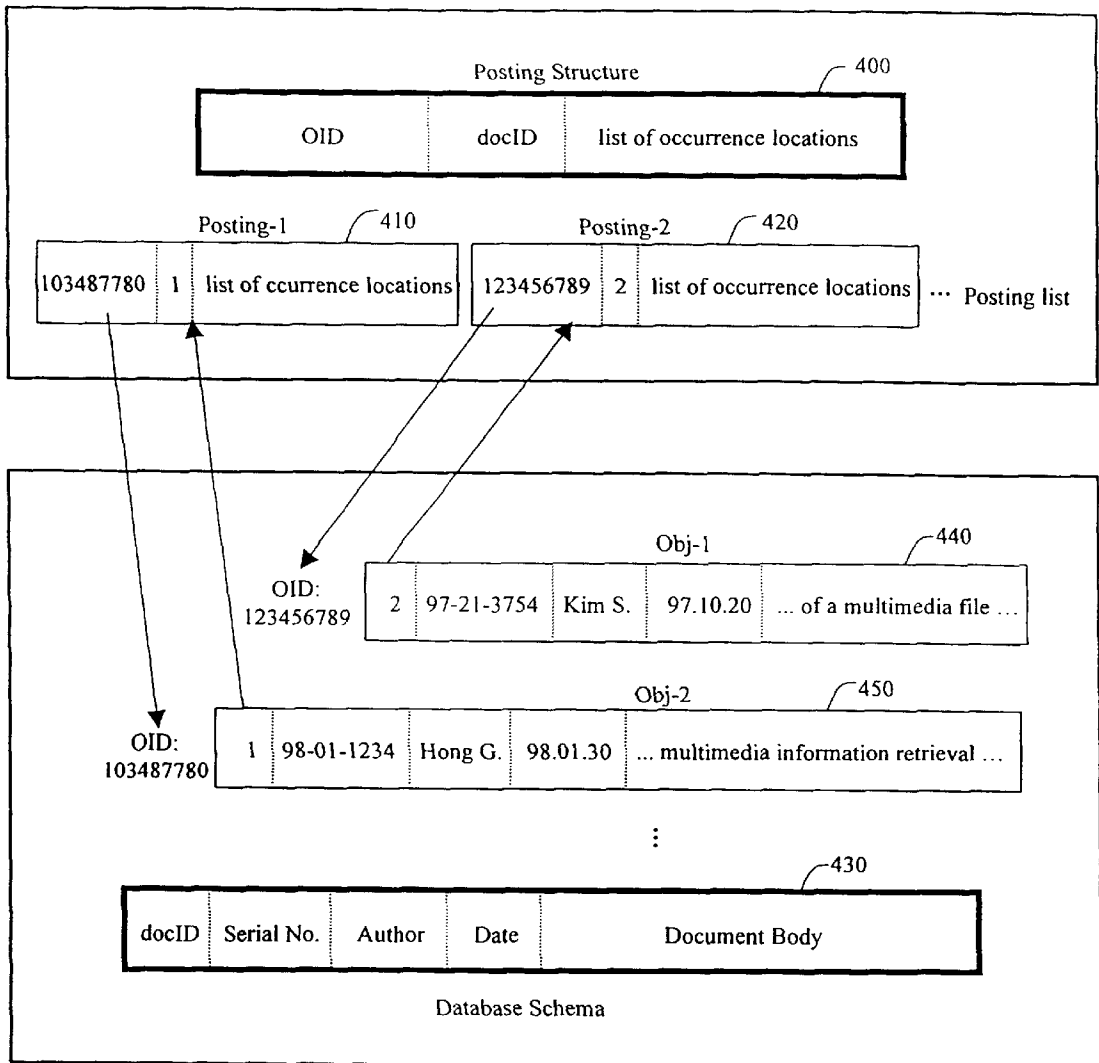 Posting Structure 400
OID docID list of occurrence locations
Posting-1 410 Posting-2 420
103487780 1 list of ccurrence locations 123456789 2 list of occurrence locations ... Posting list
Obj-1 440
OID:
123456789
2 97-21-3754 Kim S. 97.10.20 ... of a multimedia file ...
Obj-2 450
OID:
103487780
1 98-01-1234 Hong G. 98.01.30 ... multimedia information retrieval ...
⋮
430
docID Serial No. Author Date Document Body
Database Schema